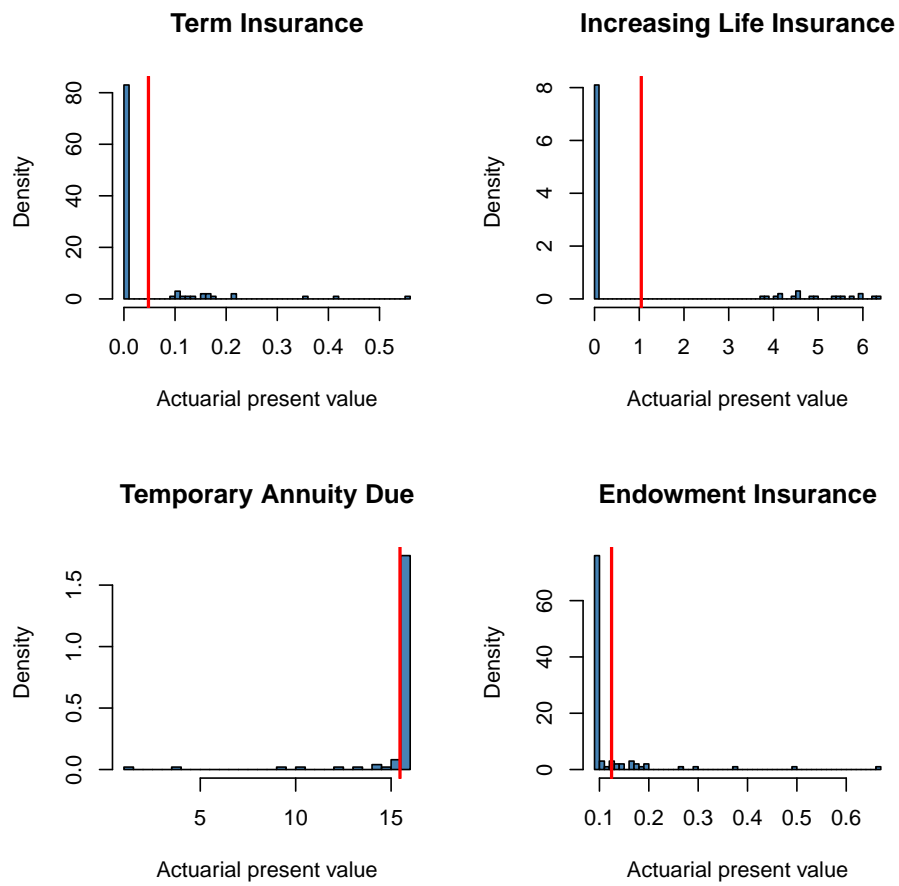 Term Insurance
Density
0 20 40 60 80
0.0 0.1 0.2 0.3 0.4 0.5
Actuarial present value
Increasing Life Insurance
Density
0 2 4 6 8
0 1 2 3 4 5 6
Actuarial present value
Temporary Annuity Due
Density
0.0 0.5 1.0 1.5
5 10 15
Actuarial present value
Endowment Insurance
Density
0 20 40 60
0.1 0.2 0.3 0.4 0.5 0.6
Actuarial present value